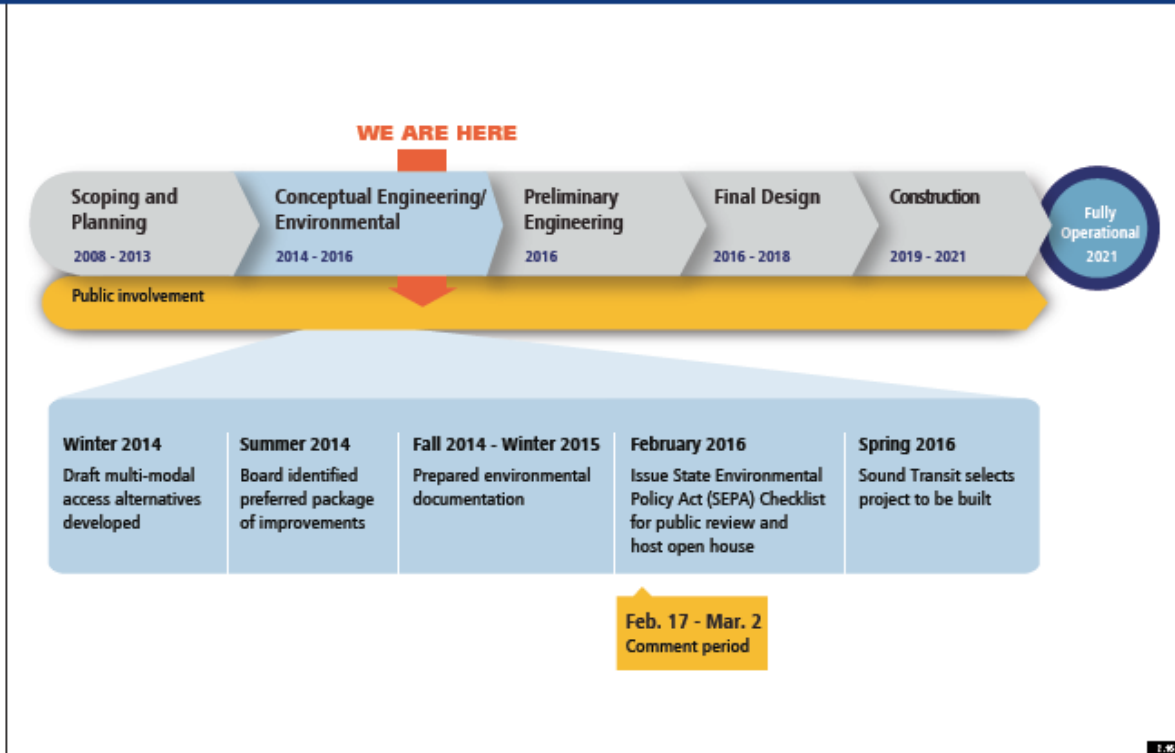 WE ARE HERE
Scoping and
Planning
2008 - 2013
Conceptual Engineering/
Environmental
2014 - 2016
Preliminary
Engineering
2016
Final Design
2016 - 2018
Construction
2019 - 2021
Fully
Operational
2021
Public involvement
Winter 2014
Draft multi-modal
access alternatives
developed
Summer 2014
Board identified
preferred package
of improvements
Fall 2014 - Winter 2015
Prepared environmental
documentation
February 2016
Issue State Environmental
Policy Act (SEPA) Checklist
for public review and
host open house
Spring 2016
Sound Transit selects
project to be built
Feb. 17 - Mar. 2
Comment period